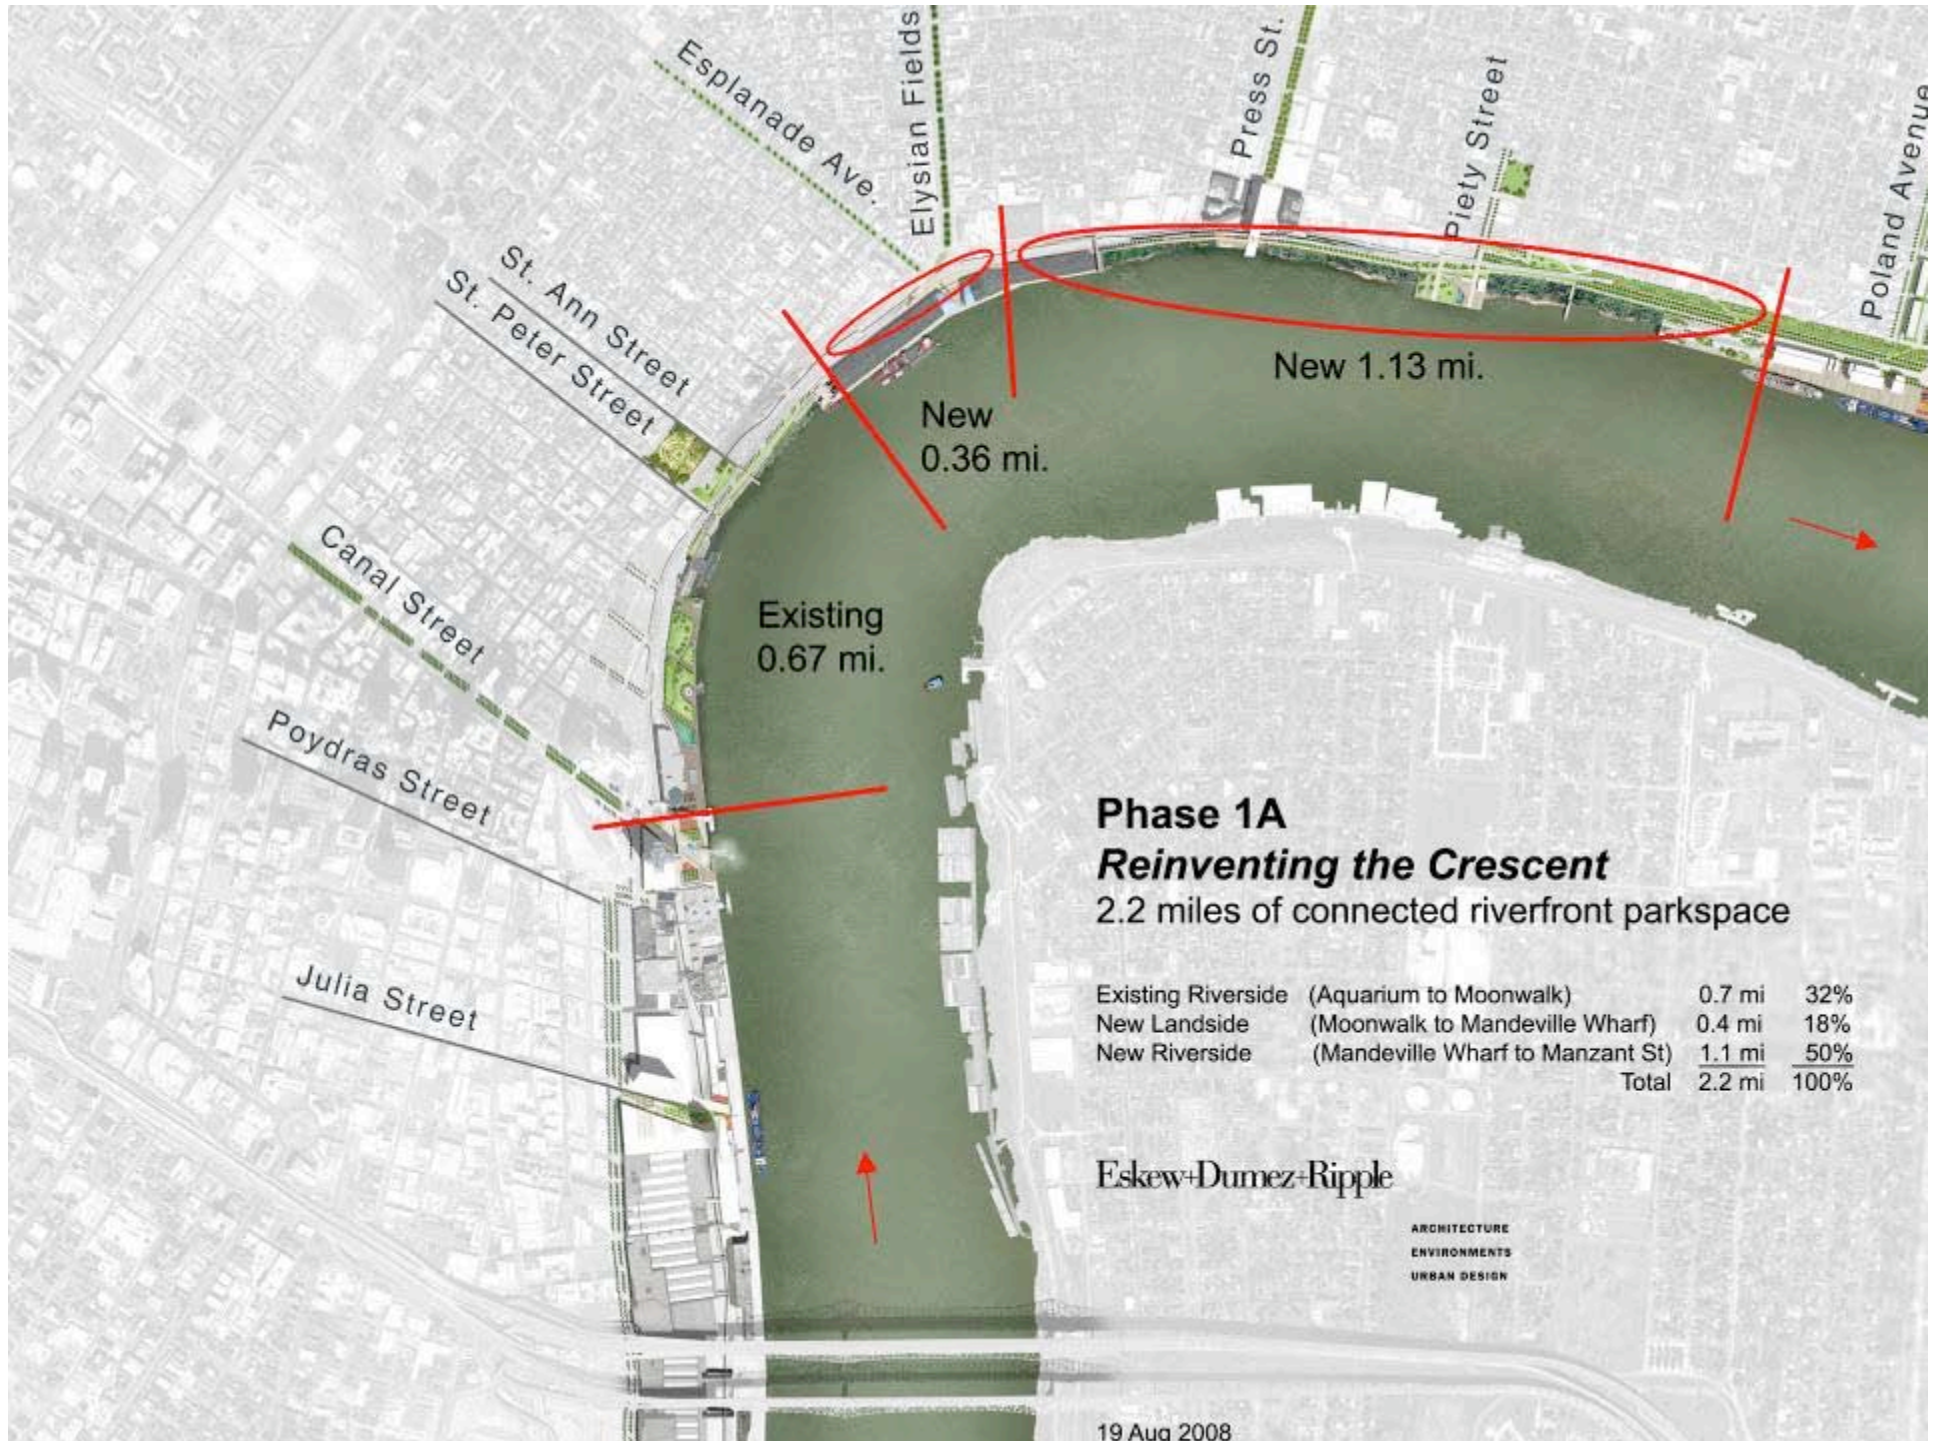 Esplanade Ave.
Elysian Fields
Press St.
Piety Street
Poland Avenue
St. Ann Street
St. Peter Street
New 1.13 mi.
New
0.36 mi.
Canal Street
Existing
0.67 mi.
Poydras Street
Julia Street
Phase 1A
Reinventing the Crescent
2.2 miles of connected riverfront parkspace
Existing Riverside (Aquarium to Moonwalk) 0.7 mi 32%
New Landside (Moonwalk to Mandeville Wharf) 0.4 mi 18%
New Riverside (Mandeville Wharf to Manzant St) 1.1 mi 50%
Total 2.2 mi 100%
Eskew+Dumez+Ripple
ARCHITECTURE
ENVIRONMENTS
URBAN DESIGN
19 Aug 2008